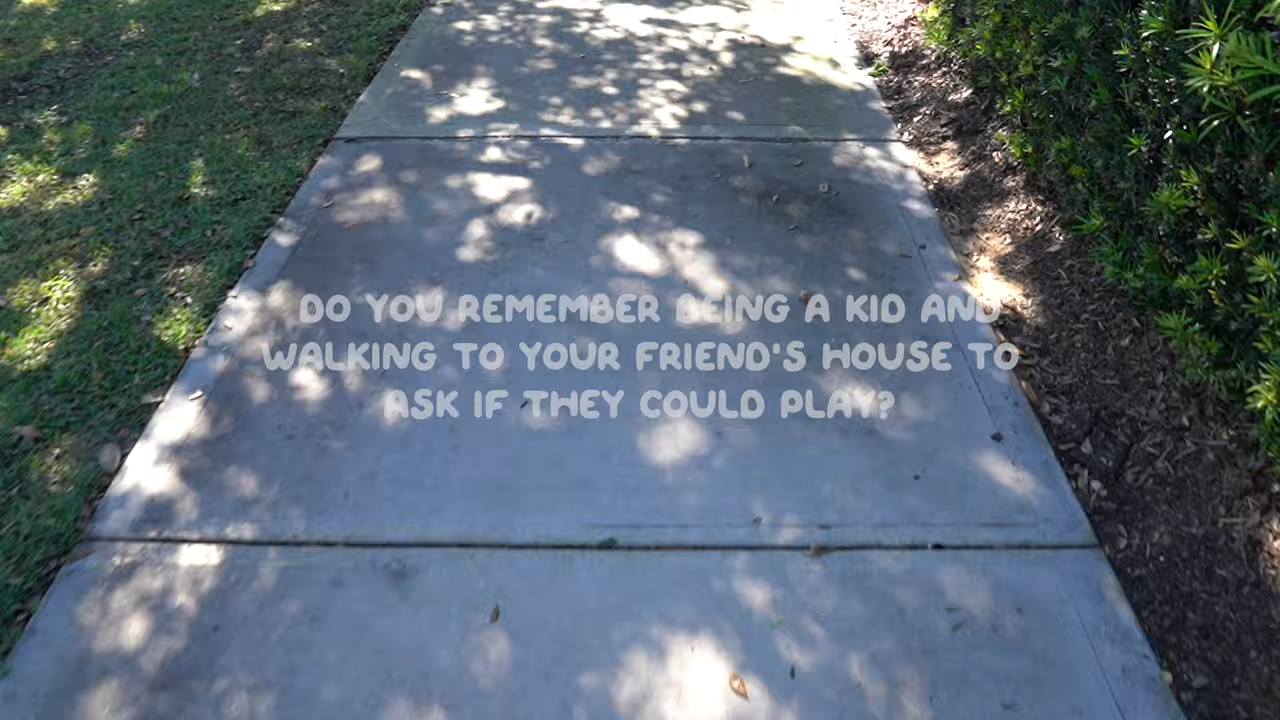 DO YOU REMEMBER BEING A KID AND
WALKING TO YOUR FRIEND'S HOUSE TO
ASK IF THEY COULD PLAY?